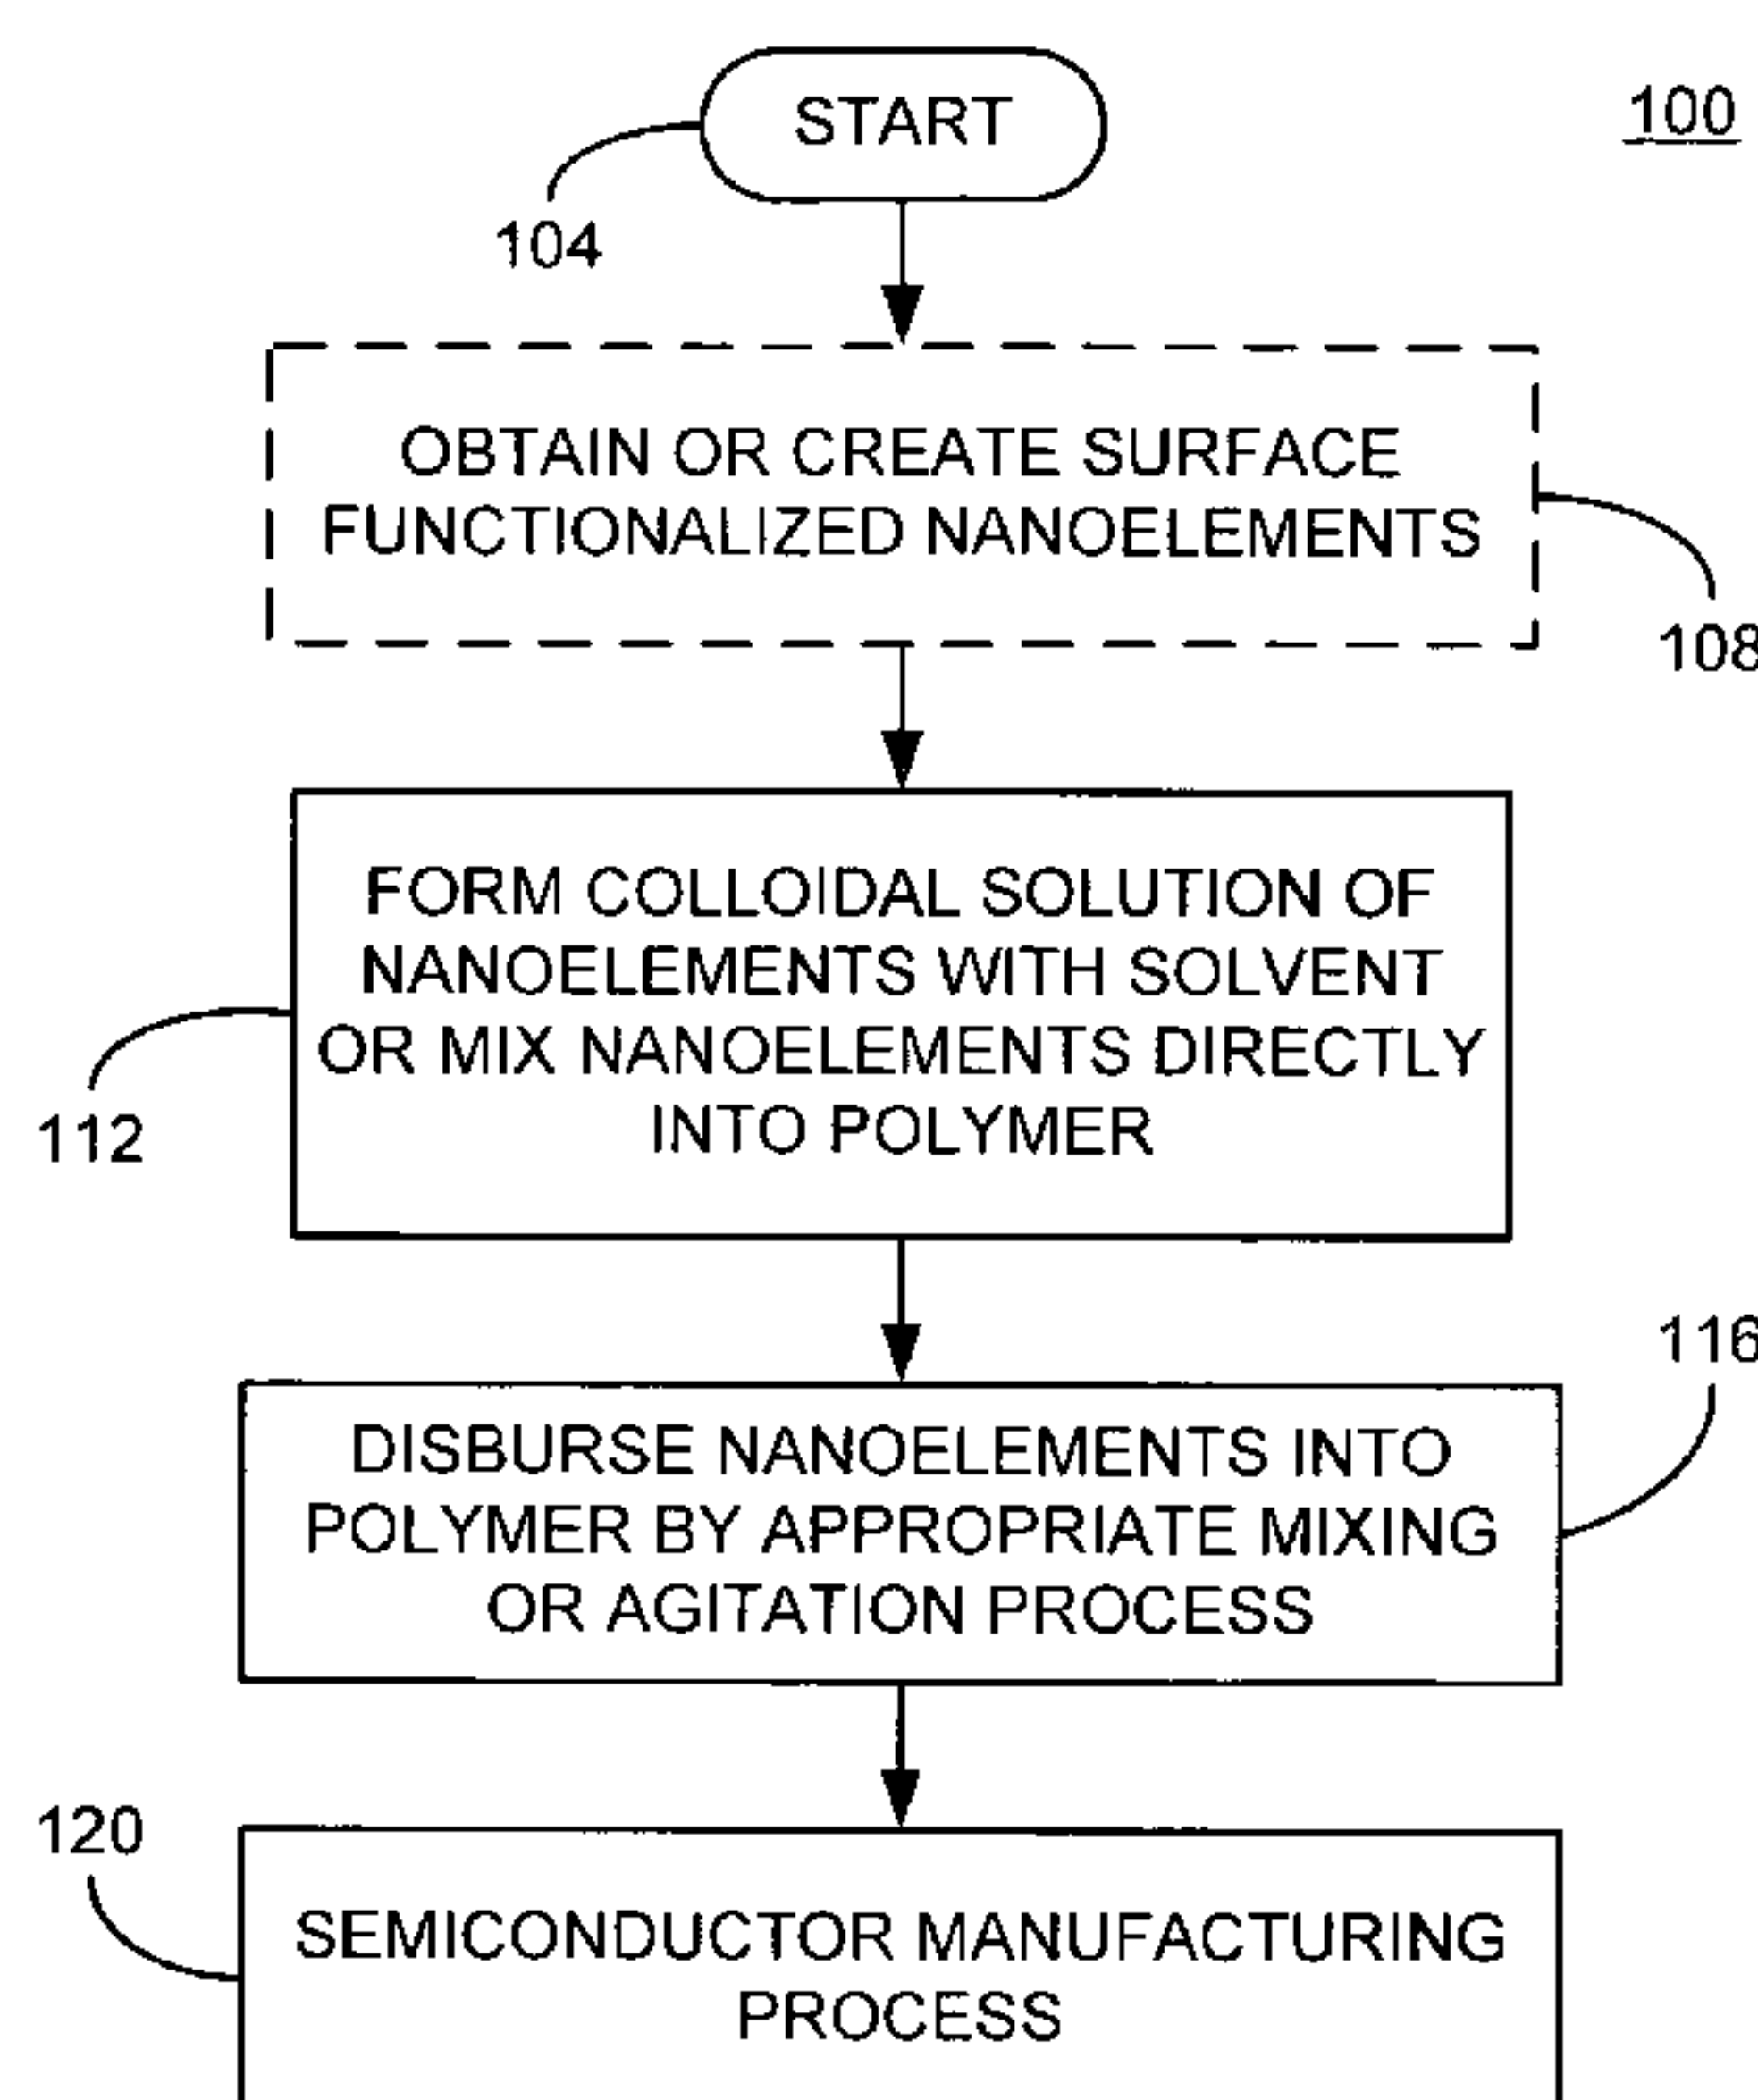 START
100
104
OBTAIN OR CREATE SURFACE
FUNCTIONALIZED NANOELEMENTS
108
FORM COLLOIDAL SOLUTION OF
NANOELEMENTS WITH SOLVENT
OR MIX NANOELEMENTS DIRECTLY
INTO POLYMER
112
116
DISBURSE NANOELEMENTS INTO
POLYMER BY APPROPRIATE MIXING
OR AGITATION PROCESS
120
SEMICONDUCTOR MANUFACTURING
PROCESS